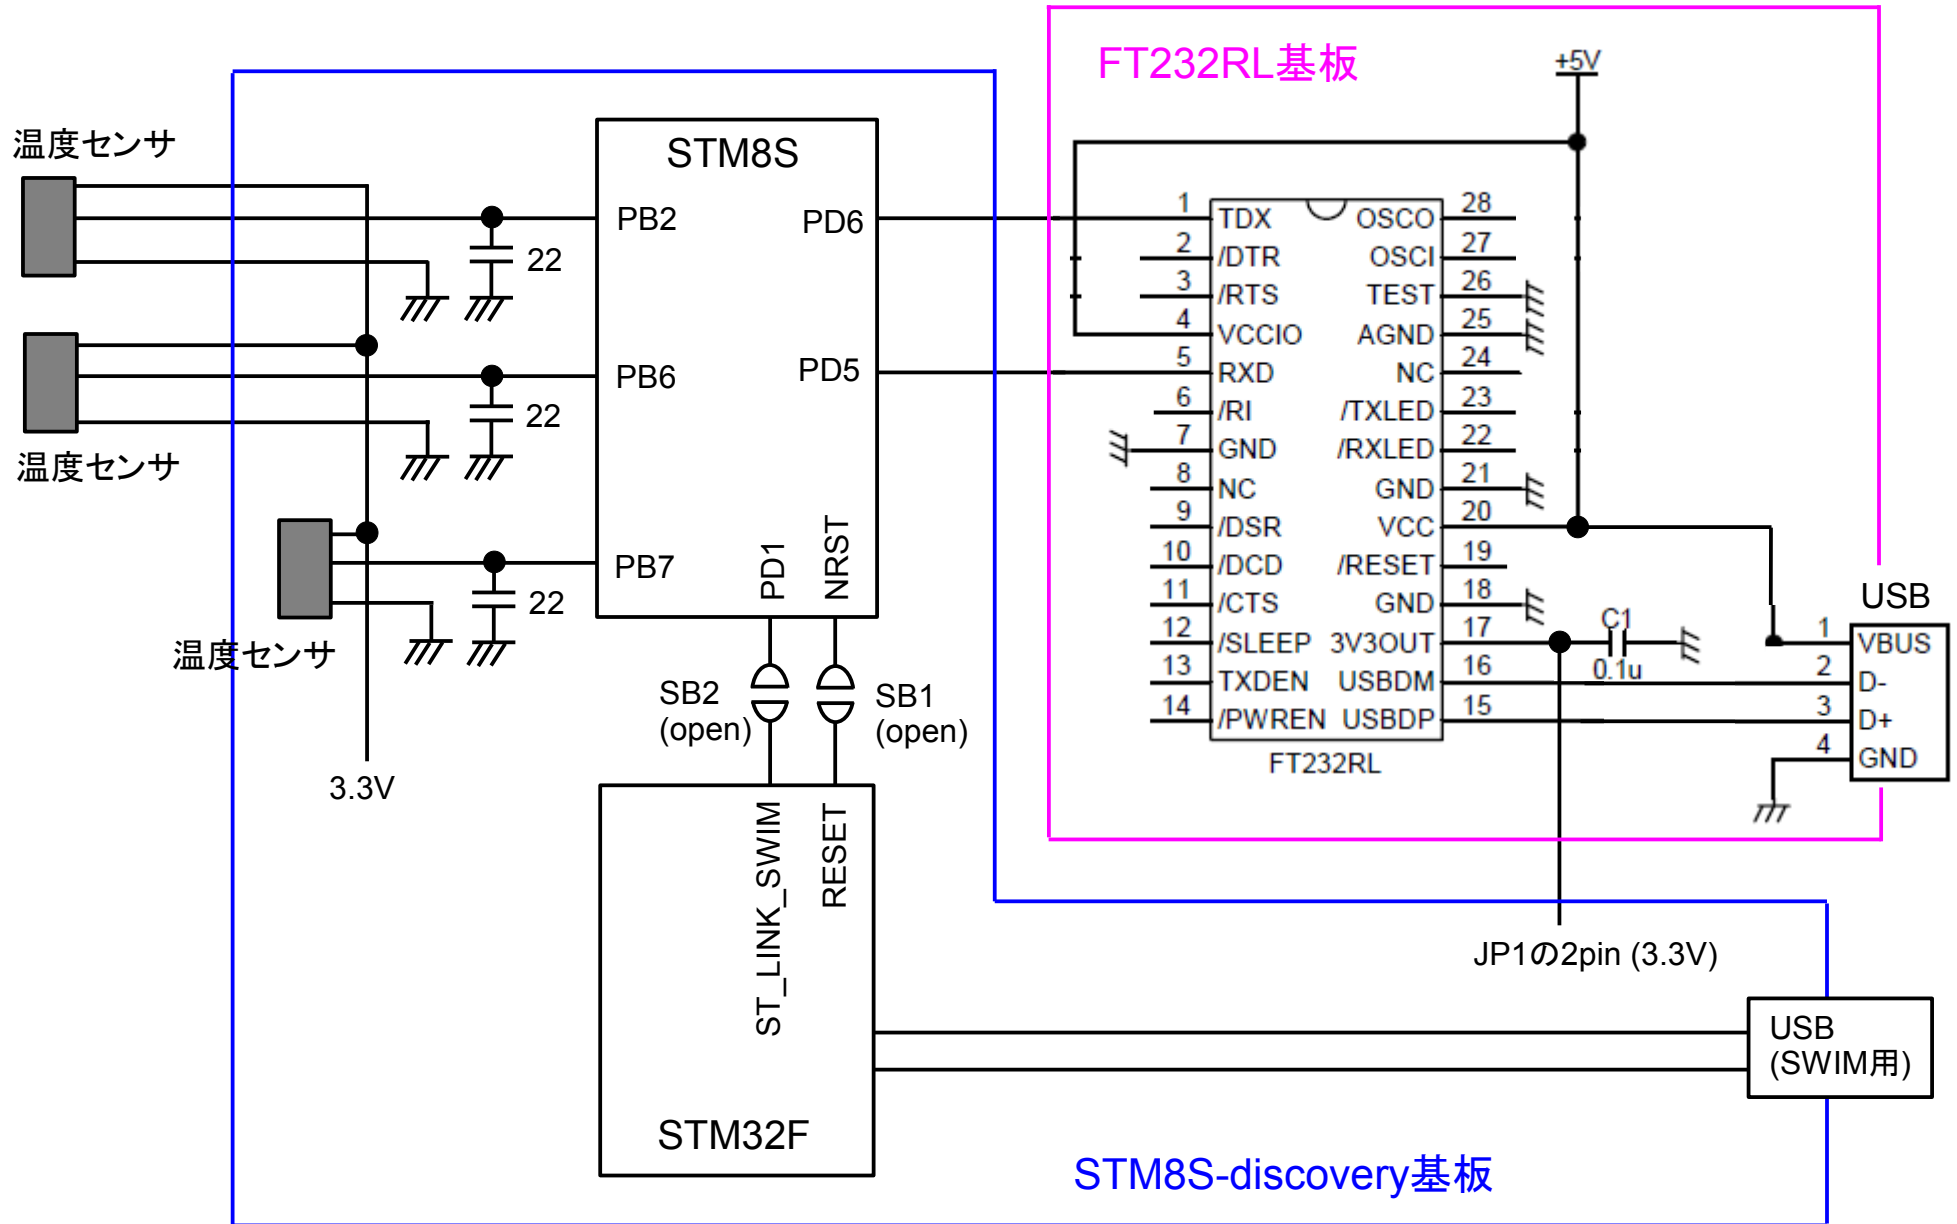 FT232RL基板
+5V
温度センサ
STM8S
PB2
PD6
22
PB6
PD5
22
温度センサ
PB7
PD1
NRST
22
温度センサ
SB2
(open)
SB1
(open)
3.3V
ST_LINK_SWIM
RESET
STM32F
1 TDX OSCO 28
2 /DTR OSCI 27
3 /RTS TEST 26
4 VCCIO AGND 25
5 RXD NC 24
6 /RI /TXLED 23
7 GND /RXLED 22
8 NC GND 21
9 /DSR VCC 20
10 /DCD /RESET 19
11 /CTS GND 18
12 /SLEEP 3V3OUT 17
13 TXDEN USBDM 16
14 /PWREN USBDP 15
FT232RL
C1
0.1u
USB
1 VBUS
2 D-
3 D+
4 GND
JP1の2pin (3.3V)
USB
(SWIM用)
STM8S-discovery基板